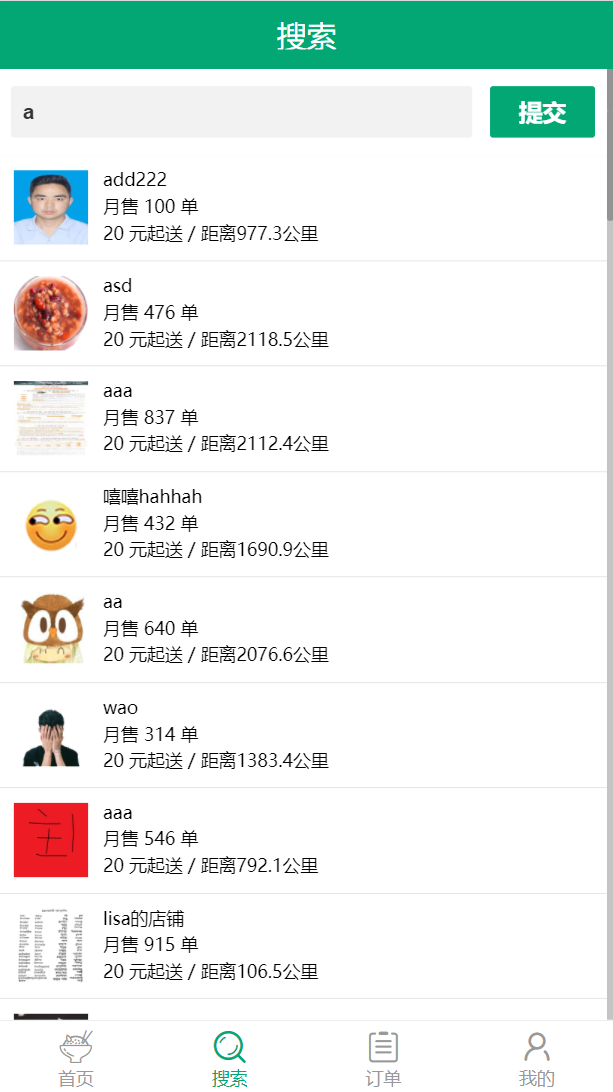 搜索
a
提交
add222
月售 100 单
20 元起送 / 距离977.3公里
asd
月售 476 单
20 元起送 / 距离2118.5公里
aaa
月售 837 单
20 元起送 / 距离2112.4公里
嘻嘻hahhah
月售 432 单
20 元起送 / 距离1690.9公里
aa
月售 640 单
20 元起送 / 距离2076.6公里
wao
月售 314 单
20 元起送 / 距离1383.4公里
aaa
月售 546 单
20 元起送 / 距离792.1公里
lisa的店铺
月售 915 单
20 元起送 / 距离106.5公里
首页
搜索
订单
我的